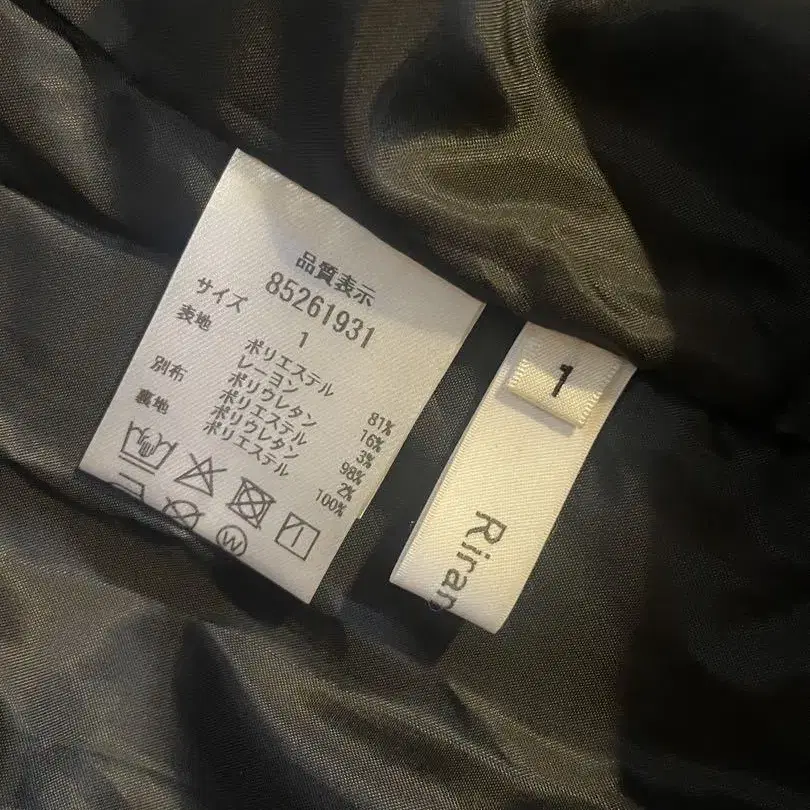 品質表示
85261931
サイズ 1
表地 ポリエステル 81%
レーヨン 16%
ポリウレタン 3%
別布 ポリエステル 98%
ポリウレタン 2%
裏地 ポリエステル 100%
W
1
Riran